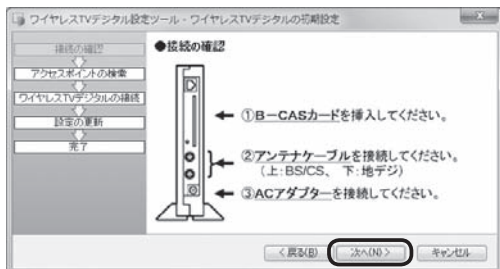 ワイヤレスTVデジタル設定ツール - ワイヤレスTVデジタルの初期設定
接続の確認
アクセスポイントの検索
ワイヤレスTVデジタルの接続
設定の更新
完了
●接続の確認
①B-CASカードを挿入してください。
②アンテナケーブルを接続してください。
(上:BS/CS、下:地デジ)
③ACアダプターを接続してください。
<戻る(B)
次へ(N)>
キャンセル